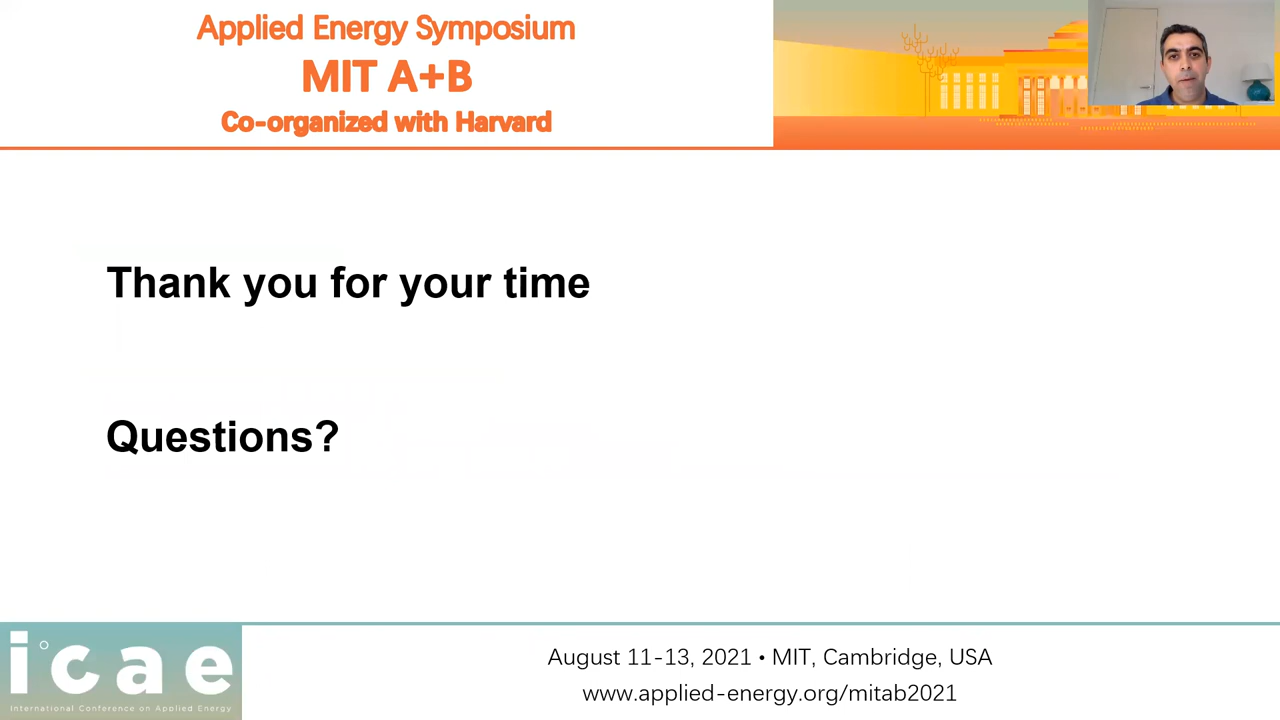 Applied Energy Symposium
MIT A+B
Co-organized with Harvard
Thank you for your time
Questions?
i°cae
International Conference on Applied Energy
August 11-13, 2021 • MIT, Cambridge, USA
www.applied-energy.org/mitab2021